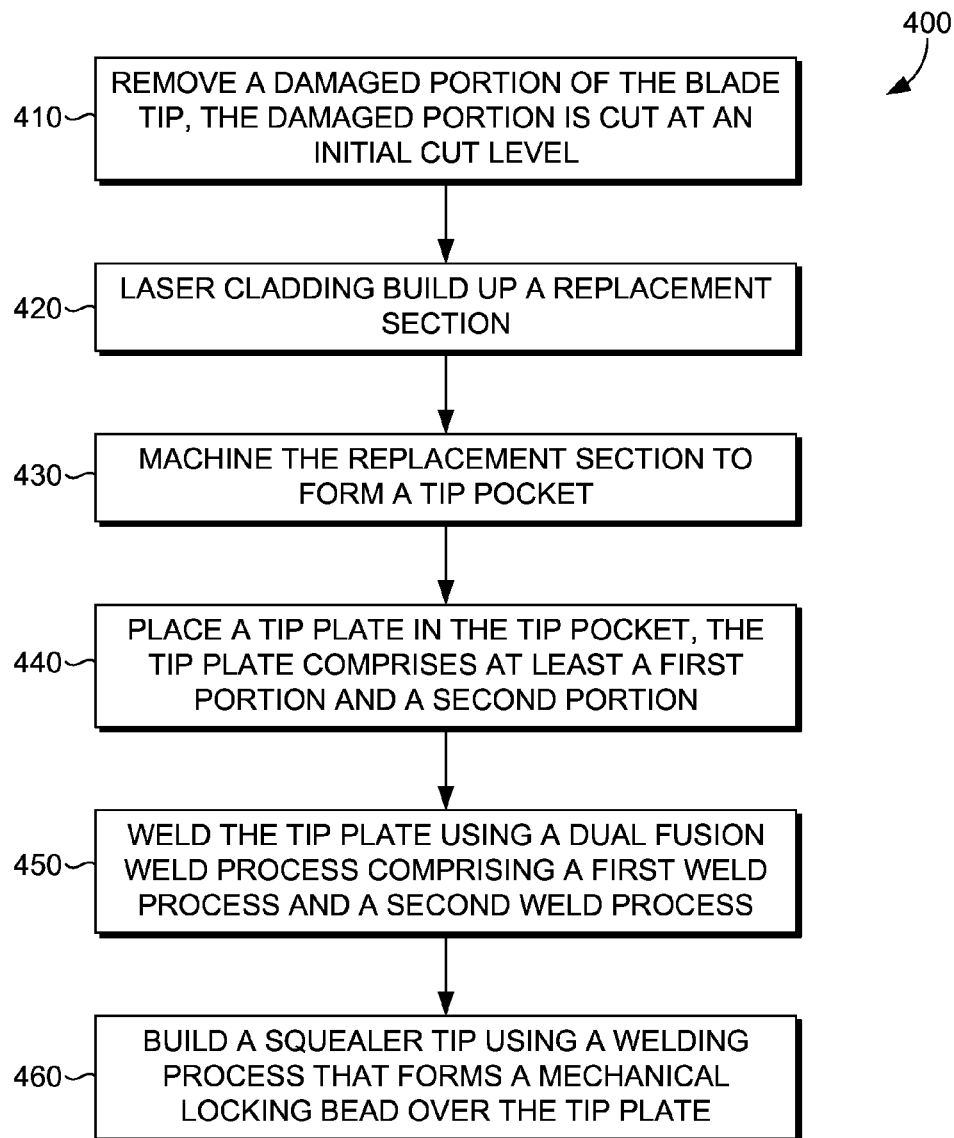 400
410
REMOVE A DAMAGED PORTION OF THE BLADE
TIP, THE DAMAGED PORTION IS CUT AT AN
INITIAL CUT LEVEL
420
LASER CLADDING BUILD UP A REPLACEMENT
SECTION
430
MACHINE THE REPLACEMENT SECTION TO
FORM A TIP POCKET
440
PLACE A TIP PLATE IN THE TIP POCKET, THE
TIP PLATE COMPRISES AT LEAST A FIRST
PORTION AND A SECOND PORTION
450
WELD THE TIP PLATE USING A DUAL FUSION
WELD PROCESS COMPRISING A FIRST WELD
PROCESS AND A SECOND WELD PROCESS
460
BUILD A SQUEALER TIP USING A WELDING
PROCESS THAT FORMS A MECHANICAL
LOCKING BEAD OVER THE TIP PLATE